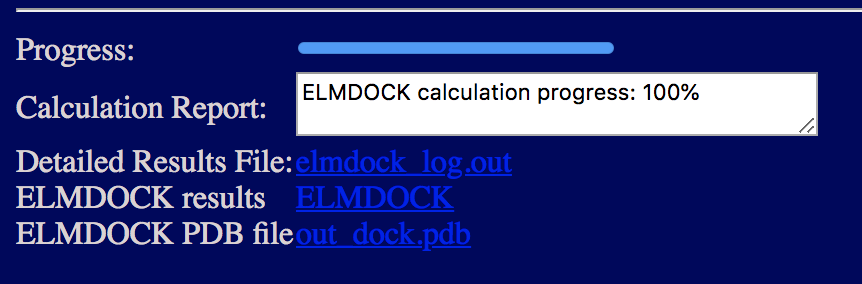 Progress:
Calculation Report: ELMDOCK calculation progress: 100%
Detailed Results File: elmdock_log.out
ELMDOCK results ELMDOCK
ELMDOCK PDB file out_dock.pdb